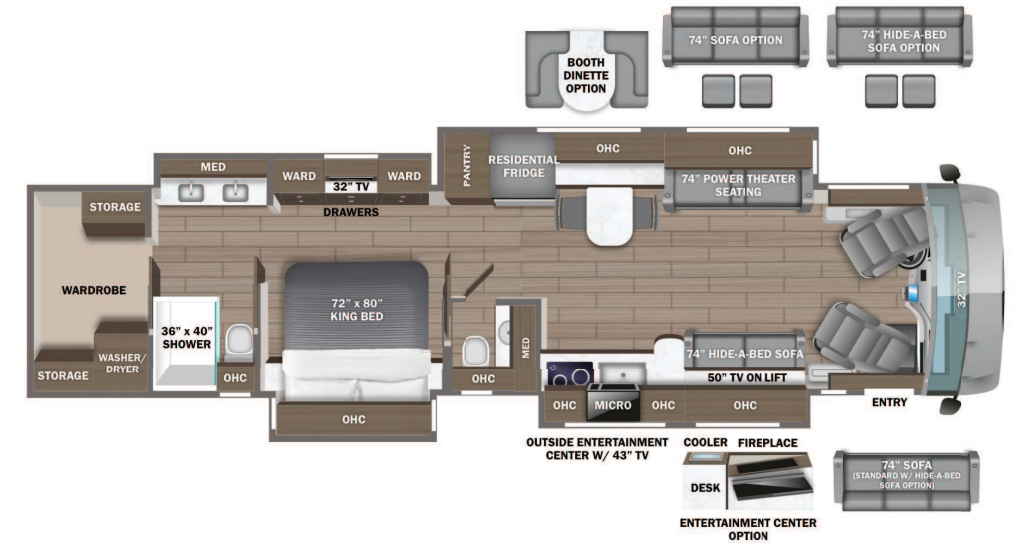 74” SOFA OPTION
74” HIDE-A-BED
SOFA OPTION
BOOTH
DINETTE
OPTION
MED
WARD
32” TV
WARD
DRAWERS
PANTRY
RESIDENTIAL
FRIDGE
OHC
OHC
74” POWER THEATER
SEATING
STORAGE
WARDROBE
STORAGE
WASHER/
DRYER
36” x 40”
SHOWER
OHC
72” x 80”
KING BED
OHC
OHC
MED
74” HIDE-A-BED SOFA
50” TV ON LIFT
OHC
MICRO
OHC
OHC
32” TV
ENTRY
OUTSIDE ENTERTAINMENT
CENTER W/ 43” TV
COOLER
FIREPLACE
DESK
ENTERTAINMENT CENTER
OPTION
74” SOFA
(STANDARD W/ HIDE-A-BED
SOFA OPTION)